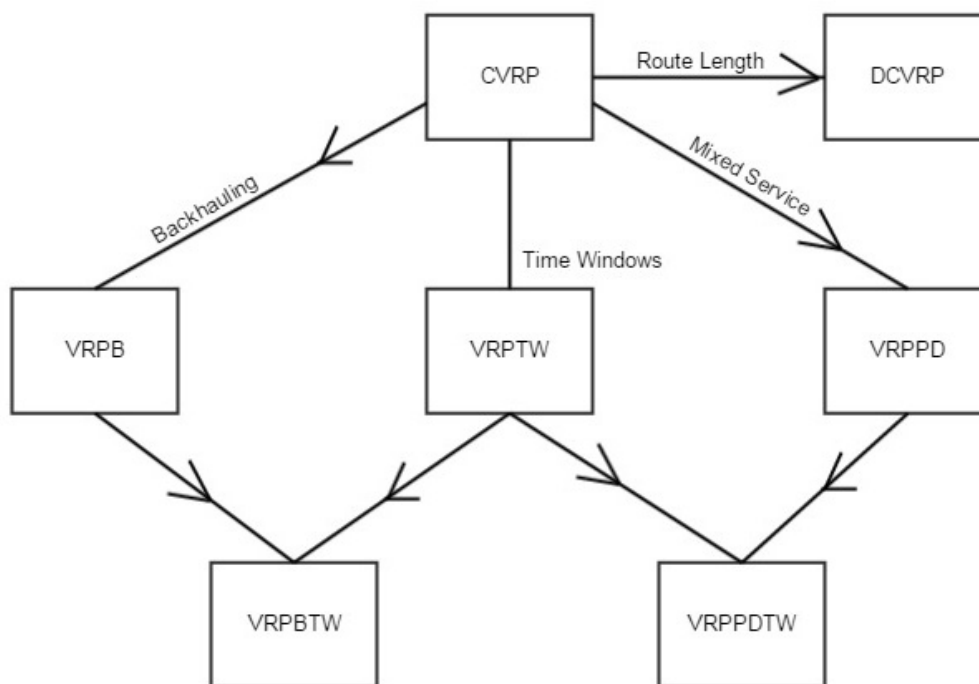 CVRP
Route Length
DCVRP
Backhauling
Mixed Service
Time Windows
VRPB
VRPTW
VRPPD
VRPBTW
VRPPDTW